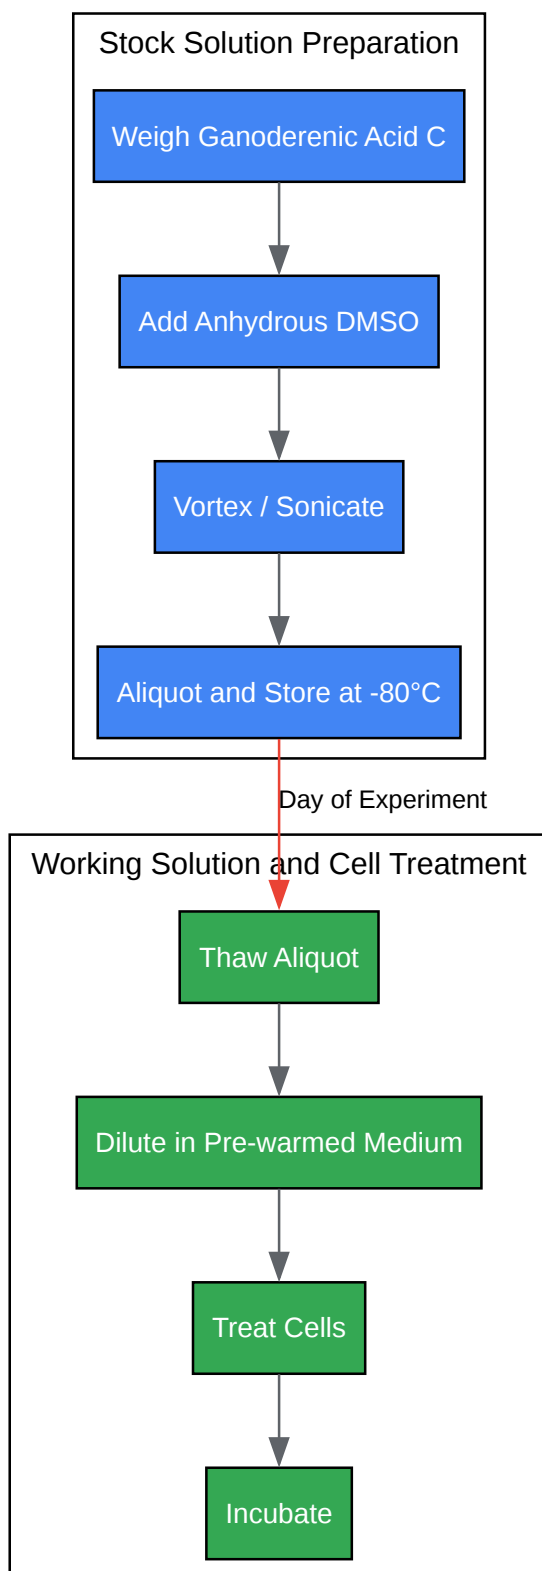 Stock Solution Preparation
Weigh Ganoderenic Acid C
Add Anhydrous DMSO
Vortex / Sonicate
Aliquot and Store at -80°C
Day of Experiment
Working Solution and Cell Treatment
Thaw Aliquot
Dilute in Pre-warmed Medium
Treat Cells
Incubate